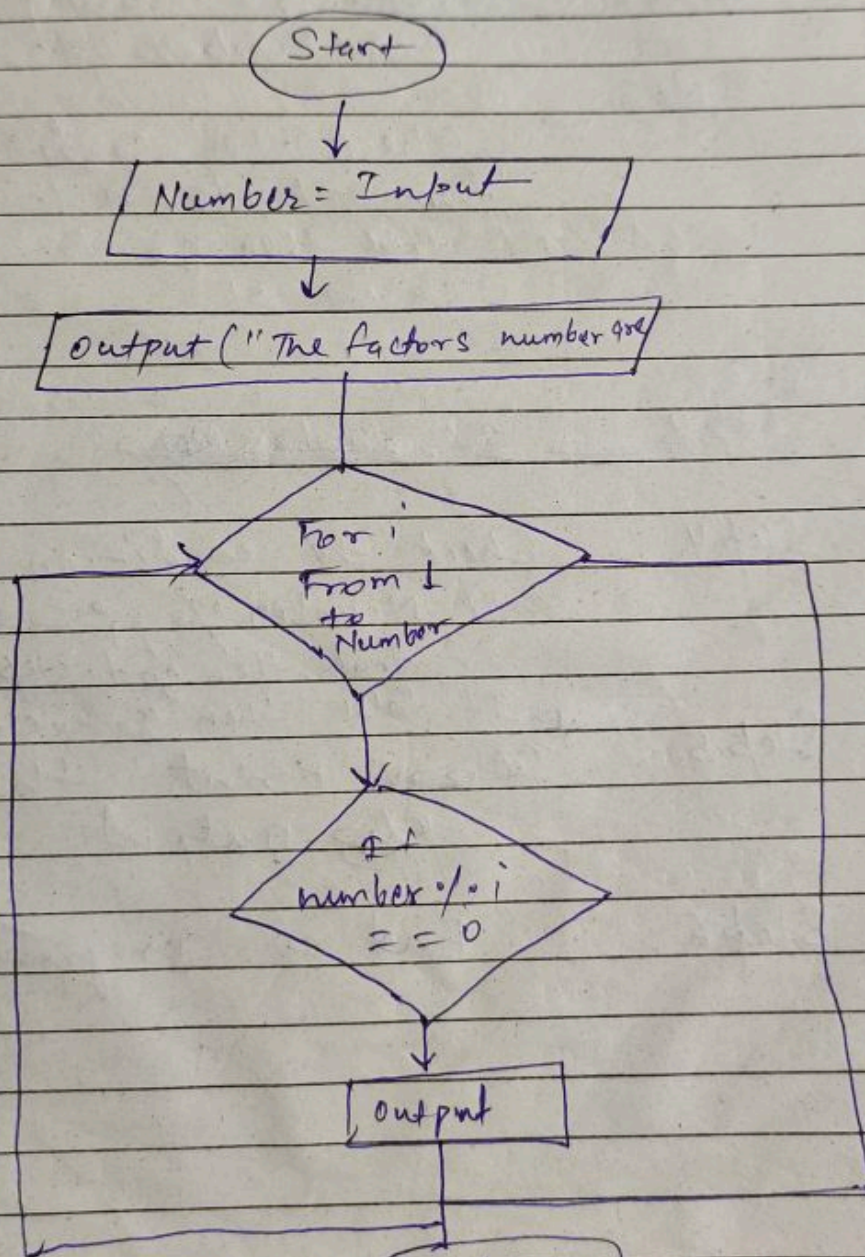 Start
Number = Input
output ("The factors number are
For i
From 1
to
Number
If
number % i
== 0
output